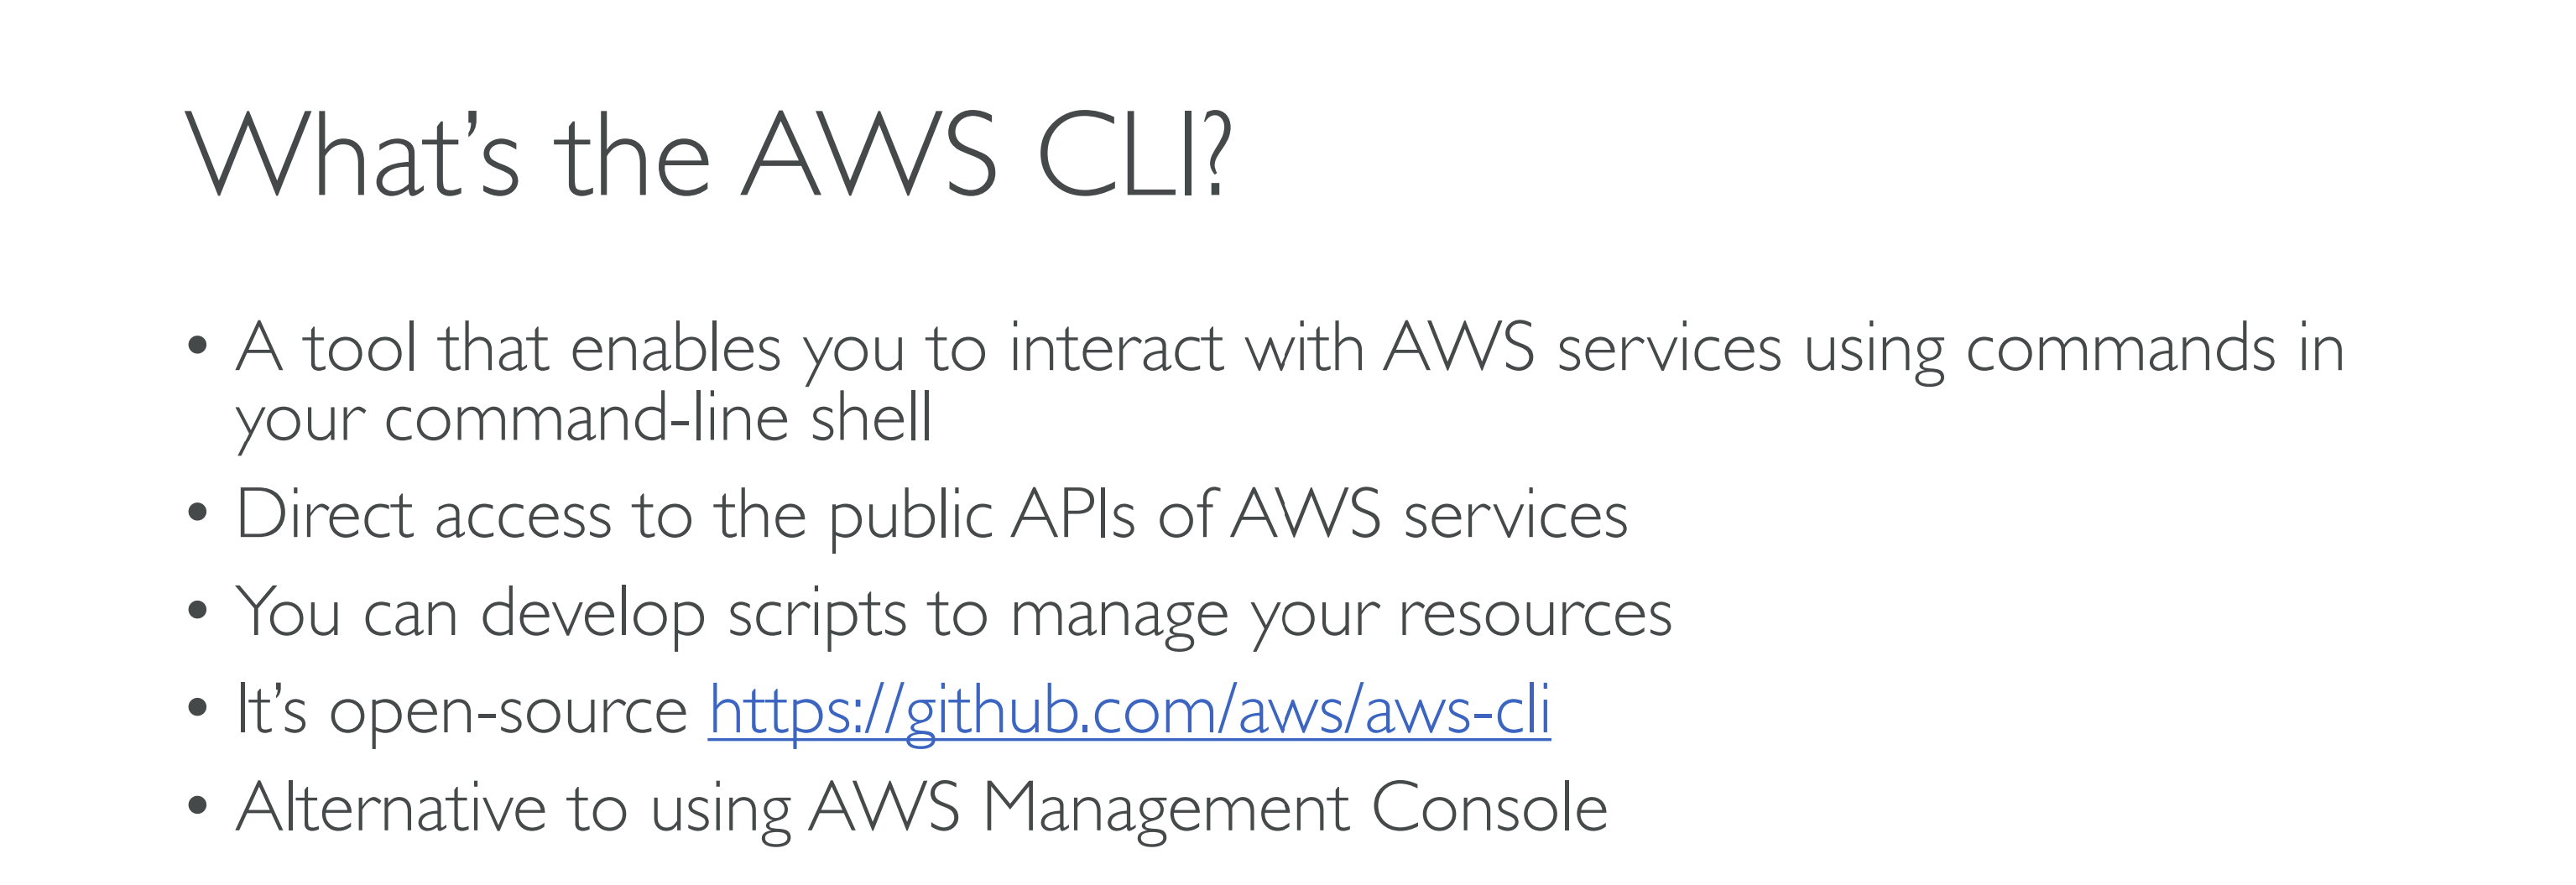 What’s the AWS CLI?
• A tool that enables you to interact with AWS services using commands in
your command-line shell
• Direct access to the public APIs of AWS services
• You can develop scripts to manage your resources
• It’s open-source https://github.com/aws/aws-cli
• Alternative to using AWS Management Console